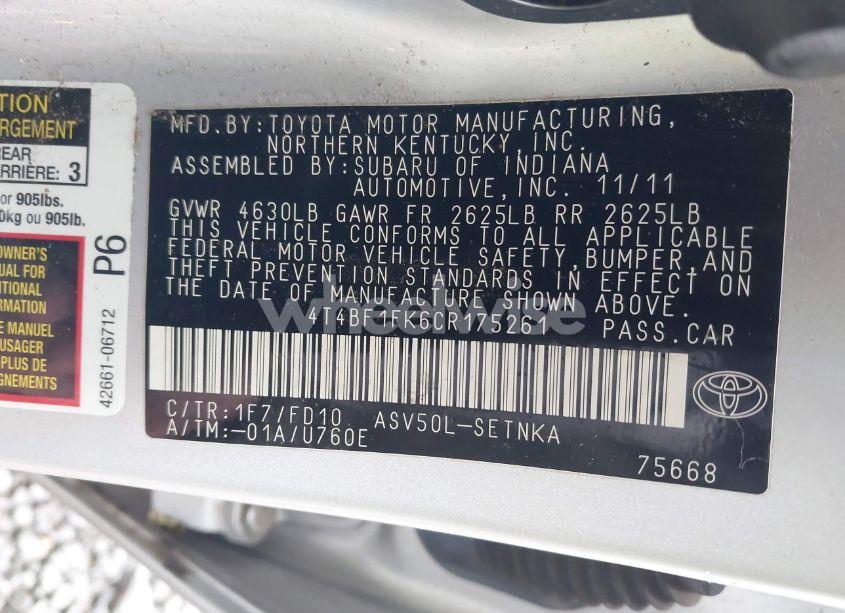 TION
RGEMENT
REAR
RRIÈRE: 3
or 905lbs.
0kg ou 905lb.
OWNER'S
UAL FOR
ITIONAL
RMATION
E MANUEL
USAGER
PLUS DE
GNEMENTS
P6
42661-06712
MFD.BY:TOYOTA MOTOR MANUFACTURING,
NORTHERN KENTUCKY,INC.
ASSEMBLED BY:SUBARU OF INDIANA
AUTOMOTIVE,INC. 11/11
GVWR 4630LB GAWR FR 2625LB RR 2625LB
THIS VEHICLE CONFORMS TO ALL APPLICABLE
FEDERAL MOTOR VEHICLE SAFETY,BUMPER,AND
THEFT PREVENTION STANDARDS IN EFFECT ON
THE DATE OF MANUFACTURE SHOWN ABOVE.
PASS.CAR
wheelwise
C/TR:1F7/FD10 ASV50L-SETNKA
A/TM:-01A/U760E
75668